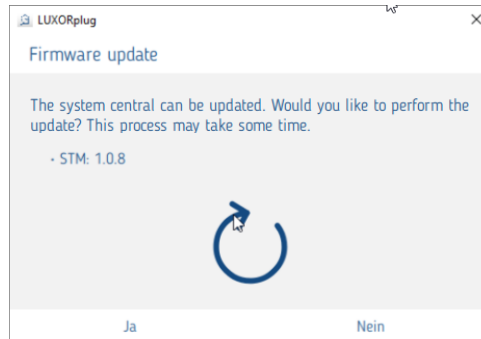 LUXORplug
Firmware update
The system central can be updated. Would you like to perform the
update? This process may take some time.
• STM: 1.0.8
Ja Nein